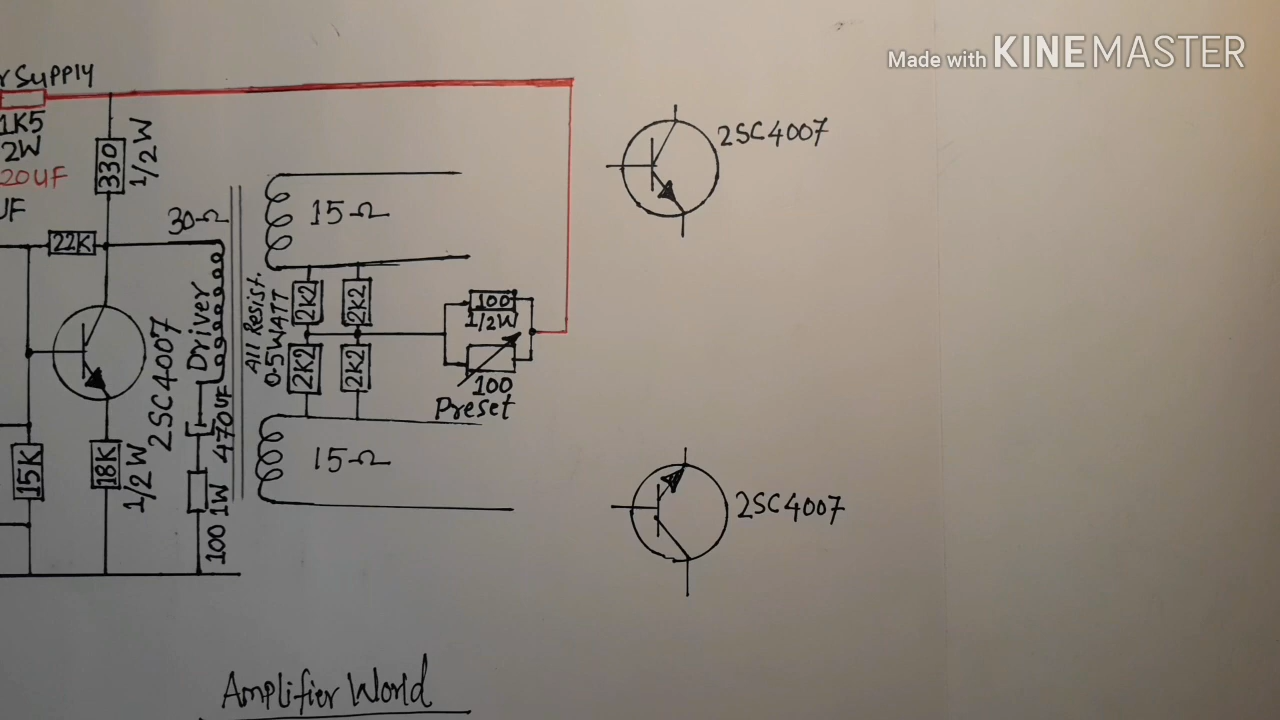 Made with KINEMASTER
r Supply
1K5
2W
20UF
UF
330
1/2W
2SC4007
30Ω
15Ω
22K
Driver
All Resist.
0.5WATT
2K2
2K2
100
1/2W
2K2
2K2
100
Preset
2SC4007
470UF
15K
18K
1/2W
100 1W
15Ω
2SC4007
Amplifier World